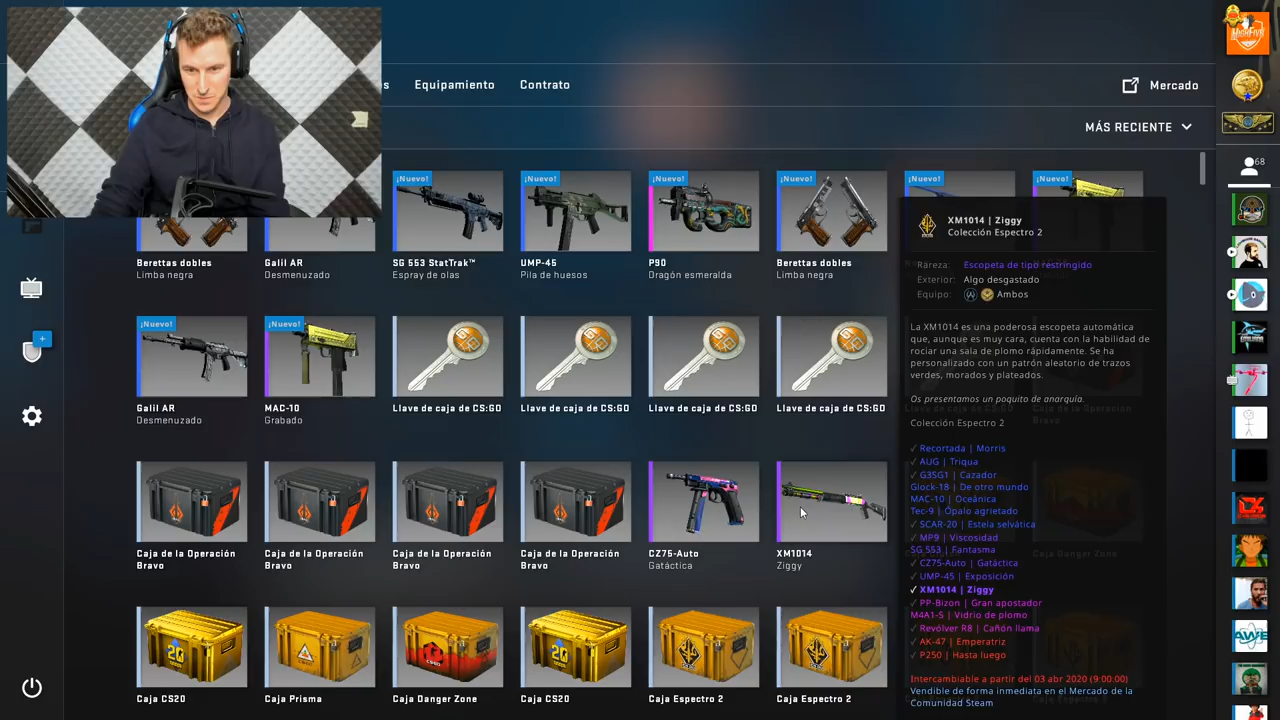 Equipamiento
Contrato
Mercado
MÁS RECIENTE
68
¡Nuevo!
¡Nuevo!
¡Nuevo!
¡Nuevo!
Berettas dobles
Limba negra
Galil AR
Desmenuzado
SG 553 StatTrak™
Espray de olas
UMP-45
Pila de huesos
P90
Dragón esmeralda
Berettas dobles
Limba negra
¡Nuevo!
¡Nuevo!
Galil AR
Desmenuzado
MAC-10
Grabado
Llave de caja de CS:GO
Llave de caja de CS:GO
Llave de caja de CS:GO
Llave de caja de CS:GO
Caja de la Operación
Bravo
Caja de la Operación
Bravo
Caja de la Operación
Bravo
Caja de la Operación
Bravo
CZ75-Auto
Gatáctica
XM1014
Ziggy
Caja CS20
Caja Prisma
Caja Danger Zone
Caja CS20
Caja Espectro 2
Caja Espectro 2
¡Nuevo!
¡Nuevo!
XM1014 | Ziggy
Colección Espectro 2
Rareza: Escopeta de tipo restringido
Exterior: Algo desgastado
Equipo: Ambos
La XM1014 es una poderosa escopeta automática
que, aunque es muy cara, cuenta con la habilidad de
rociar una sala de plomo rápidamente. Se ha
personalizado con un patrón aleatorio de trazos
verdes, morados y plateados.
Os presentamos un poquito de anarquía.
Colección Espectro 2
✓ Recortada | Morris
✓ AUG | Triqua
✓ G3SG1 | Cazador
Glock-18 | De otro mundo
MAC-10 | Oceánica
Tec-9 | Ópalo agrietado
✓ SCAR-20 | Estela selvática
✓ MP9 | Viscosidad
SG 553 | Fantasma
✓ CZ75-Auto | Gatáctica
✓ UMP-45 | Exposición
✓ XM1014 | Ziggy
✓ PP-Bizon | Gran apostador
M4A1-S | Vidrio de plomo
✓ Revólver R8 | Cañón llama
✓ AK-47 | Emperatriz
✓ P250 | Hasta luego
Intercambiable a partir del 03 abr 2020 (9:00.00)
Vendible de forma inmediata en el Mercado de la
Comunidad Steam